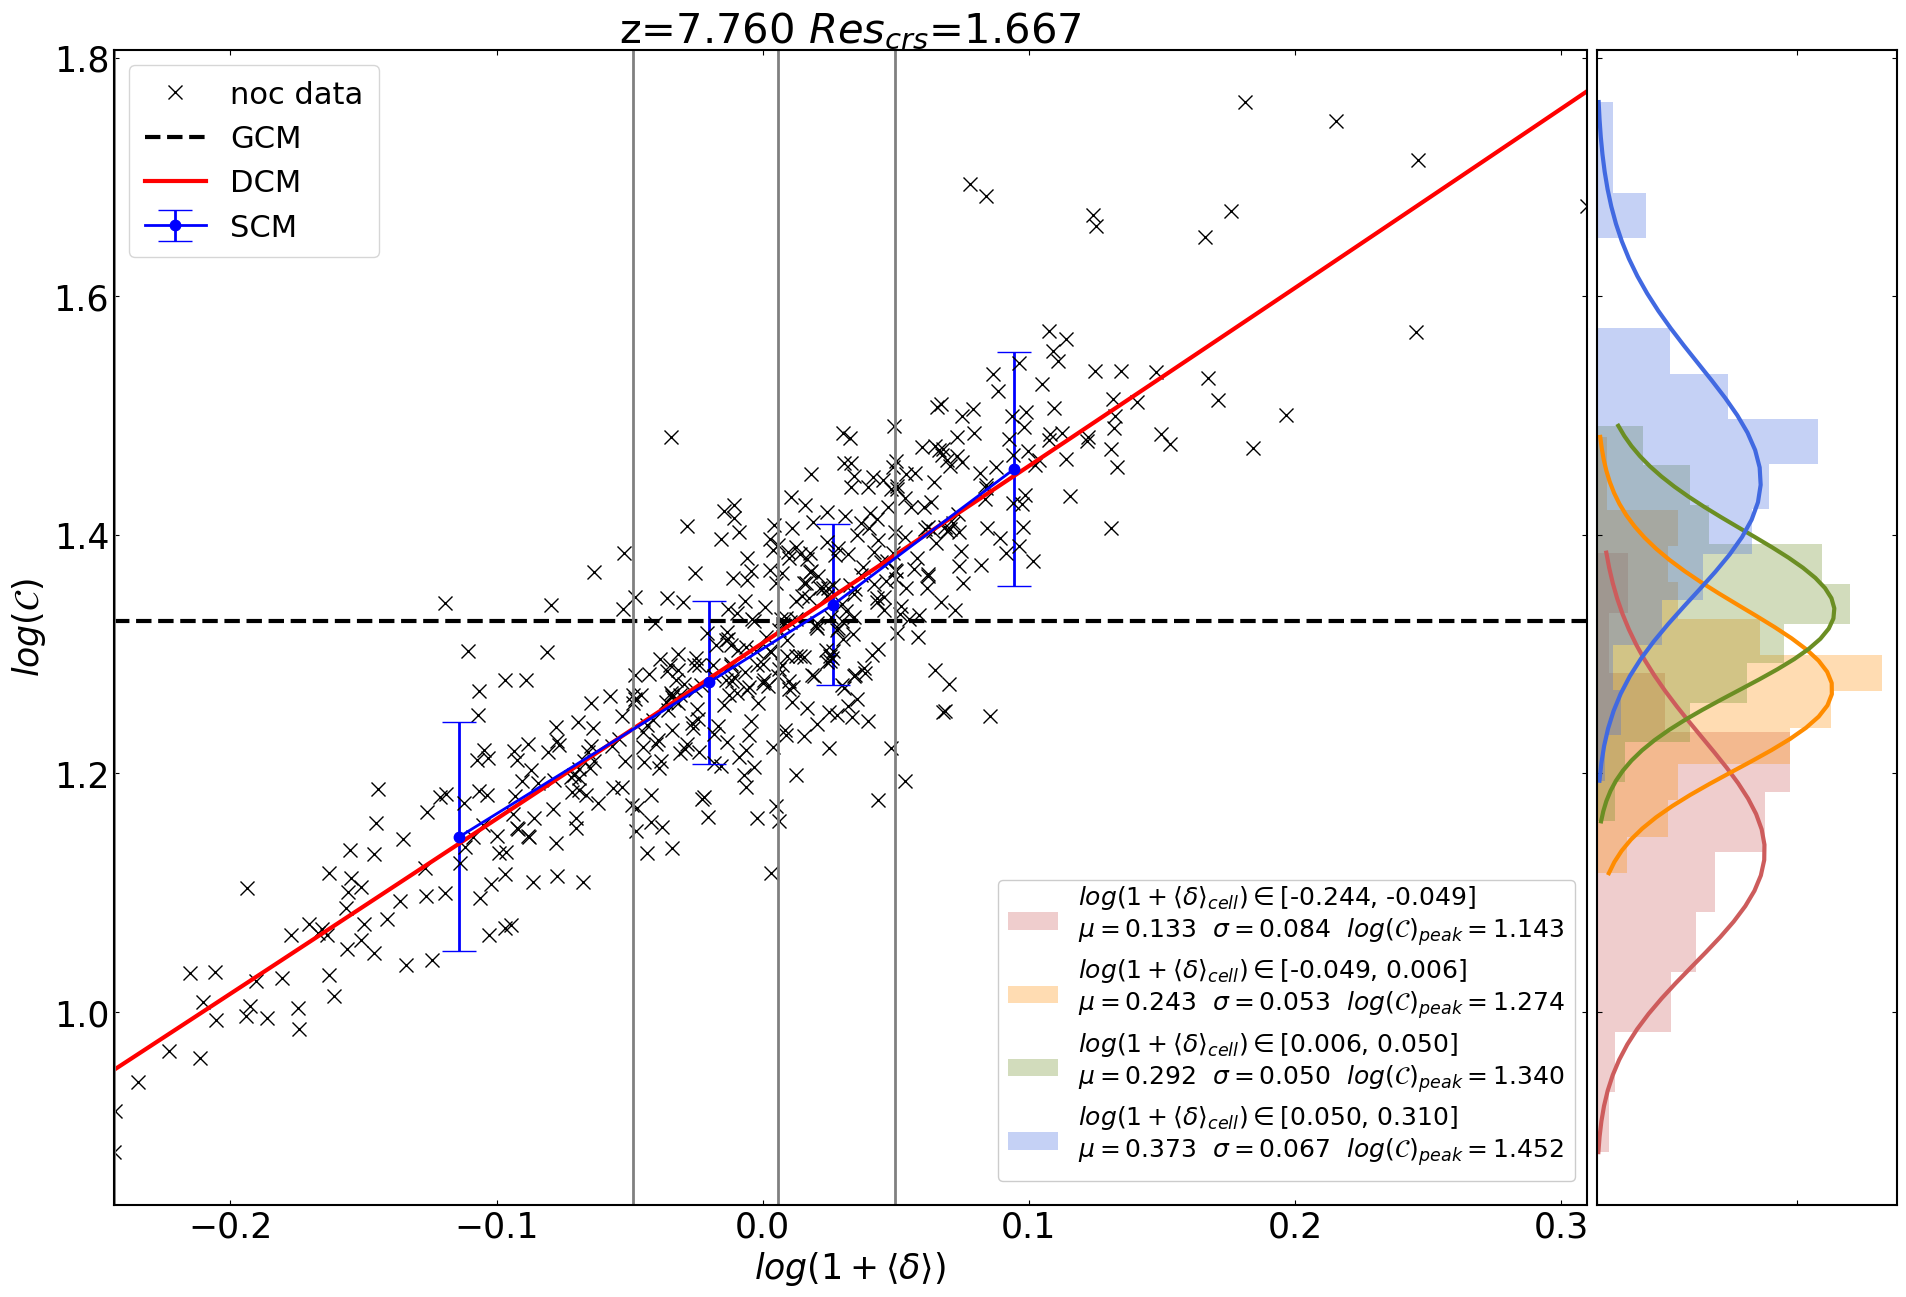 z=7.760 Res_crs=1.667
noc data
GCM
DCM
SCM
1.8
1.6
1.4
1.2
1.0
log(𝒞)
log(1 + ⟨δ⟩_cell) ∈ [-0.244, -0.049]
μ = 0.133 σ = 0.084 log(𝒞)_peak = 1.143
log(1 + ⟨δ⟩_cell) ∈ [-0.049, 0.006]
μ = 0.243 σ = 0.053 log(𝒞)_peak = 1.274
log(1 + ⟨δ⟩_cell) ∈ [0.006, 0.050]
μ = 0.292 σ = 0.050 log(𝒞)_peak = 1.340
log(1 + ⟨δ⟩_cell) ∈ [0.050, 0.310]
μ = 0.373 σ = 0.067 log(𝒞)_peak = 1.452
−0.2 −0.1 0.0 0.1 0.2 0.3
log(1 + ⟨δ⟩)